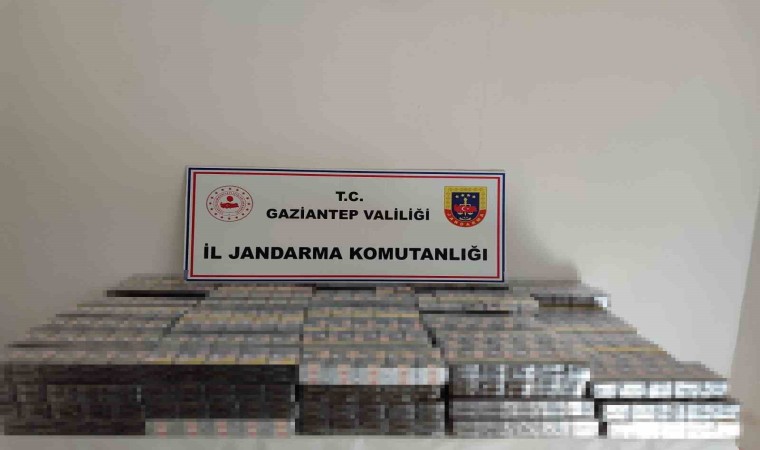 T.C.
GAZİANTEP VALİLİĞİ
İL JANDARMA KOMUTANLIĞI